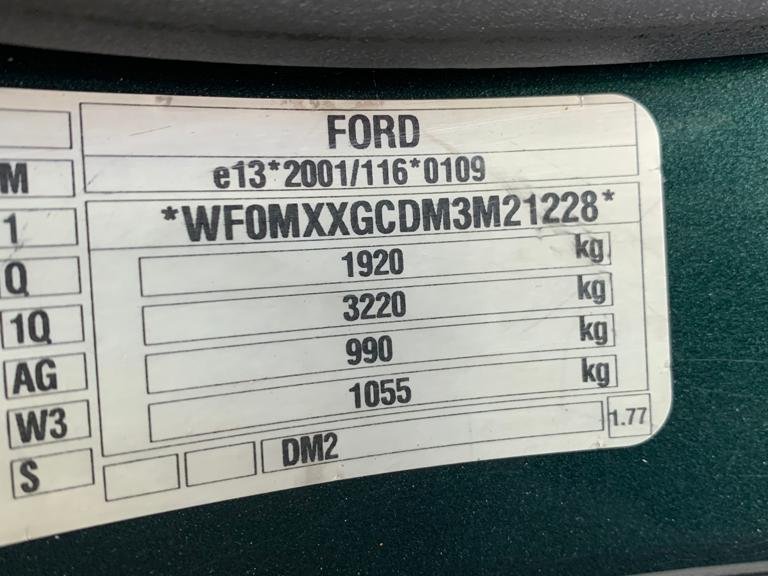 FORD
M e13*2001/116*0109
1 *WF0MXXGCDM3M21228*
Q 1920 kg
1Q 3220 kg
AG 990 kg
W3 1055 kg
S DM2 1.77